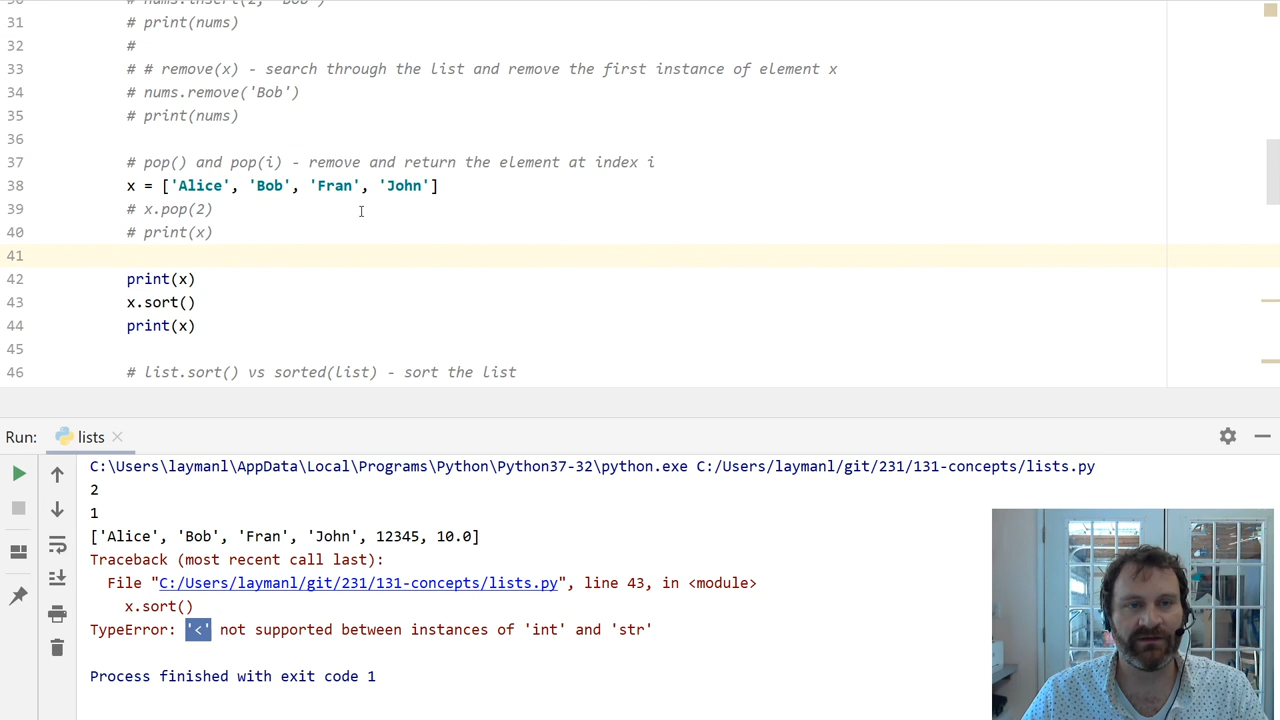 30 # nums.insert(2, 'Bob')
31 # print(nums)
32 #
33 # # remove(x) - search through the list and remove the first instance of element x
34 # nums.remove('Bob')
35 # print(nums)
36
37 # pop() and pop(i) - remove and return the element at index i
38 x = ['Alice', 'Bob', 'Fran', 'John']
39 # x.pop(2)
40 # print(x)
41
42 print(x)
43 x.sort()
44 print(x)
45
46 # list.sort() vs sorted(list) - sort the list
Run: lists
C:\Users\laymanl\AppData\Local\Programs\Python\Python37-32\python.exe C:/Users/laymanl/git/231/131-concepts/lists.py
2
1
['Alice', 'Bob', 'Fran', 'John', 12345, 10.0]
Traceback (most recent call last):
File "C:/Users/laymanl/git/231/131-concepts/lists.py", line 43, in <module>
x.sort()
TypeError: '<' not supported between instances of 'int' and 'str'
Process finished with exit code 1